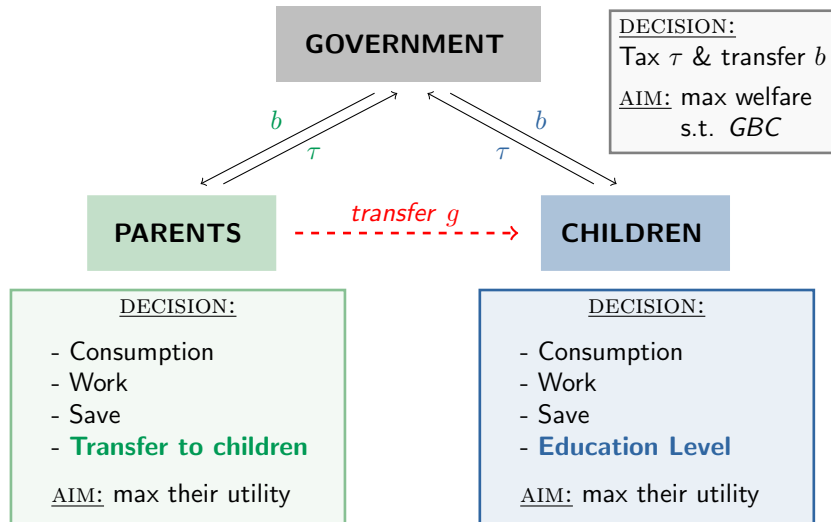 GOVERNMENT
DECISION:
Tax τ & transfer b
AIM: max welfare
s.t. GBC
b
τ
b
τ
PARENTS
transfer g
CHILDREN
DECISION:
- Consumption
- Work
- Save
- Transfer to children
AIM: max their utility
DECISION:
- Consumption
- Work
- Save
- Education Level
AIM: max their utility